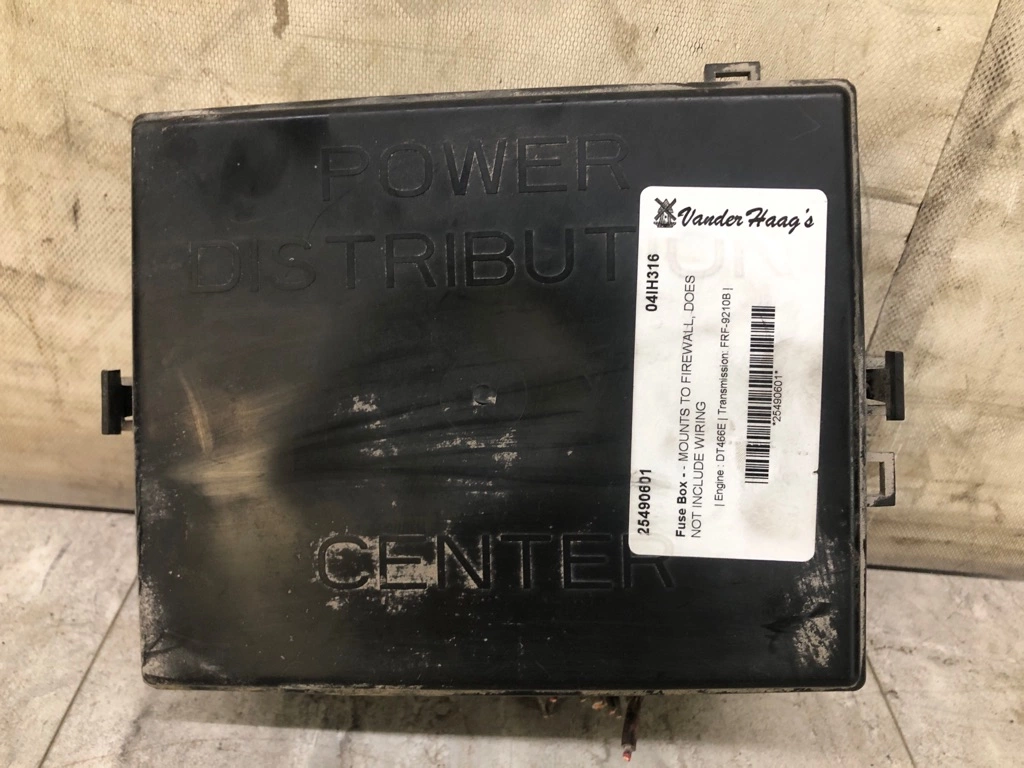 POWER
DISTRIBUTION
CENTER
Vander Haag's
25490601 04IH316
Fuse Box - - MOUNTS TO FIREWALL, DOES
NOT INCLUDE WIRING
| Engine : DT466E | Transmission: FRF-9210B |
*25490601*